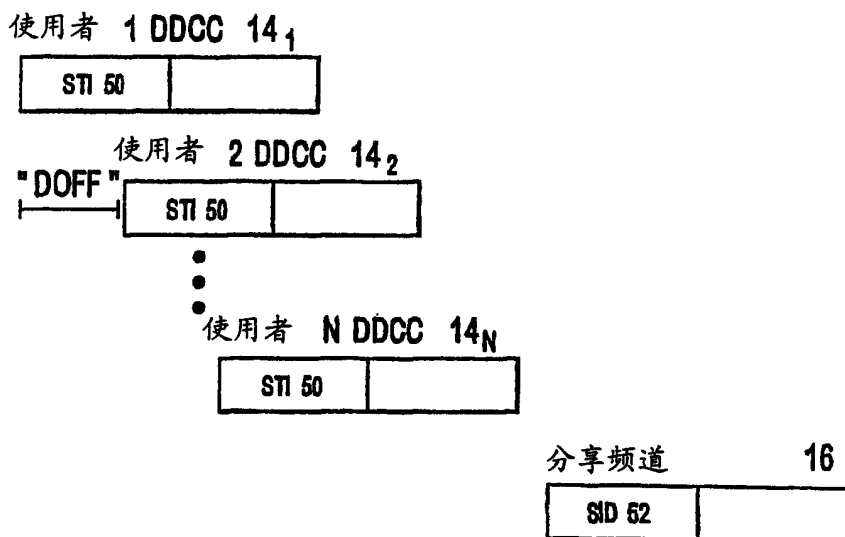 使用者 1 DDCC 14₁
STI 50
使用者 2 DDCC 14₂
"DOFF"
STI 50
使用者 N DDCC 14N
STI 50
分享频道 16
SID 52